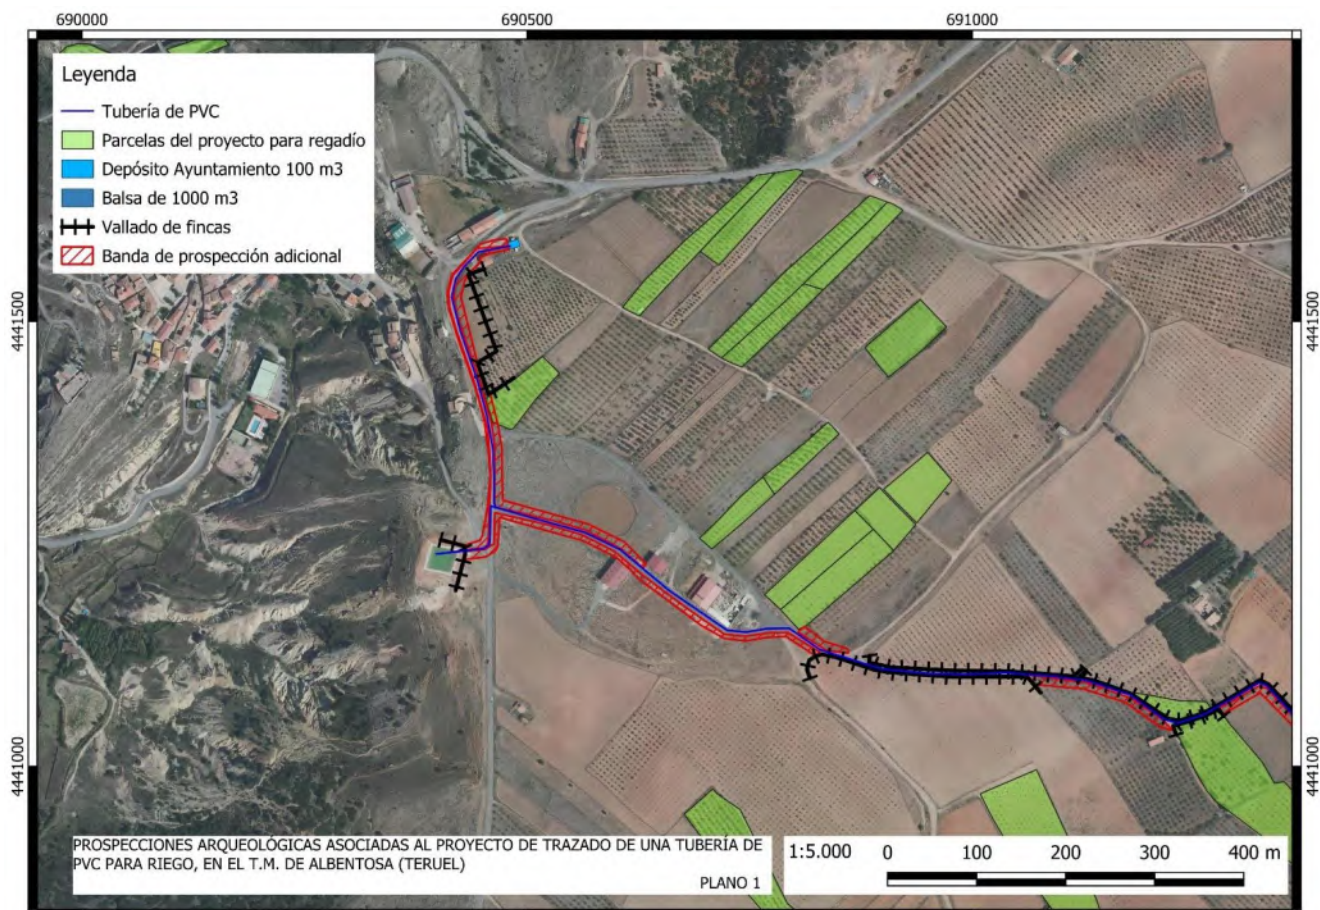 690000
690500
691000
Leyenda
Tubería de PVC
Parcelas del proyecto para regadío
Depósito Ayuntamiento 100 m3
Balsa de 1000 m3
Vallado de fincas
Banda de prospección adicional
4441500
4441500
4441000
4441000
PROSPECCIONES ARQUEOLÓGICAS ASOCIADAS AL PROYECTO DE TRAZADO DE UNA TUBERÍA DE
PVC PARA RIEGO, EN EL T.M. DE ALBENTOSA (TERUEL)
PLANO 1
1:5.000 0 100 200 300 400 m